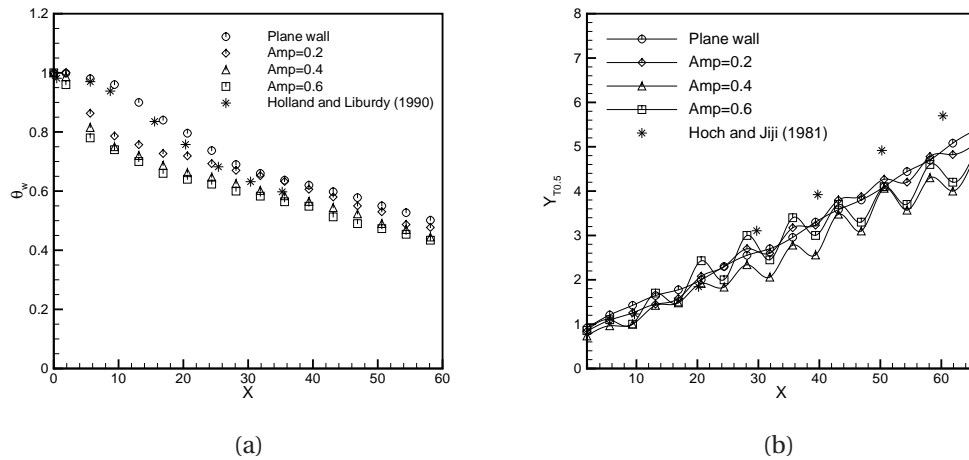 1.2
1
0.8
0.6
0.4
0.2
0
θw
0 10 20 30 40 50 60
X
Plane wall
Amp=0.2
Amp=0.4
Amp=0.6
Holland and Liburdy (1990)
(a)
8
7
6
5
4
3
2
1
0
YT0.5
10 20 30 40 50 60
X
Plane wall
Amp=0.2
Amp=0.4
Amp=0.6
Hoch and Jiji (1981)
(b)